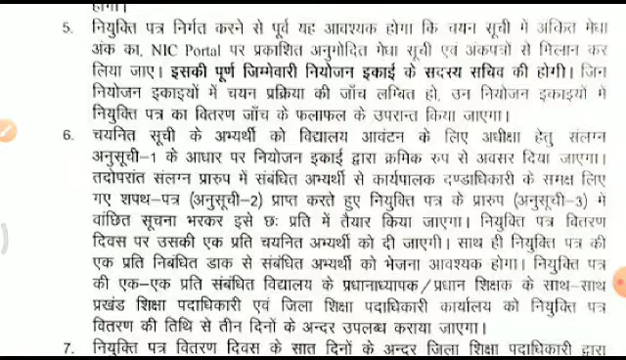 होगा।
5. नियुक्ति पत्र निर्गत करने से पूर्व यह आवश्यक होगा कि चयन सूची में अंकित मेधा
अंक का, NIC Portal पर प्रकाशित अनुमोदित मेधा सूची एवं अंकपत्रों से मिलान कर
लिया जाए। इसकी पूर्ण जिम्मेवारी नियोजन इकाई के सदस्य सचिव की होगी। जिन
नियोजन इकाइयों में चयन प्रक्रिया की जाँच लम्बित हो, उन नियोजन इकाइयों में
नियुक्ति पत्र का वितरण जाँच के फलाफल के उपरान्त किया जाएगा।
6. चयनित सूची के अभ्यर्थी को विद्यालय आवंटन के लिए अधीक्षा हेतु संलग्न
अनुसूची-1 के आधार पर नियोजन इकाई द्वारा क्रमिक रुप से अवसर दिया जाएगा।
तदोपरांत संलग्न प्रारुप में संबंधित अभ्यर्थी से कार्यपालक दण्डाधिकारी के समक्ष लिए
गए शपथ-पत्र (अनुसूची-2) प्राप्त करते हुए नियुक्ति पत्र के प्रारुप (अनुसूची-3) में
वांछित सूचना भरकर इसे छः प्रति में तैयार किया जाएगा। नियुक्ति पत्र वितरण
दिवस पर उसकी एक प्रति चयनित अभ्यर्थी को दी जाएगी। साथ ही नियुक्ति पत्र की
एक प्रति निबंधित डाक से संबंधित अभ्यर्थी को भेजना आवश्यक होगा। नियुक्ति पत्र
की एक-एक प्रति संबंधित विद्यालय के प्रधानाध्यापक/प्रधान शिक्षक के साथ-साथ
प्रखंड शिक्षा पदाधिकारी एवं जिला शिक्षा पदाधिकारी कार्यालय को नियुक्ति पत्र
वितरण की तिथि से तीन दिनों के अन्दर उपलब्ध कराया जाएगा।
7. नियुक्ति पत्र वितरण दिवस के सात दिनों के अन्दर जिला शिक्षा पदाधिकारी द्वारा